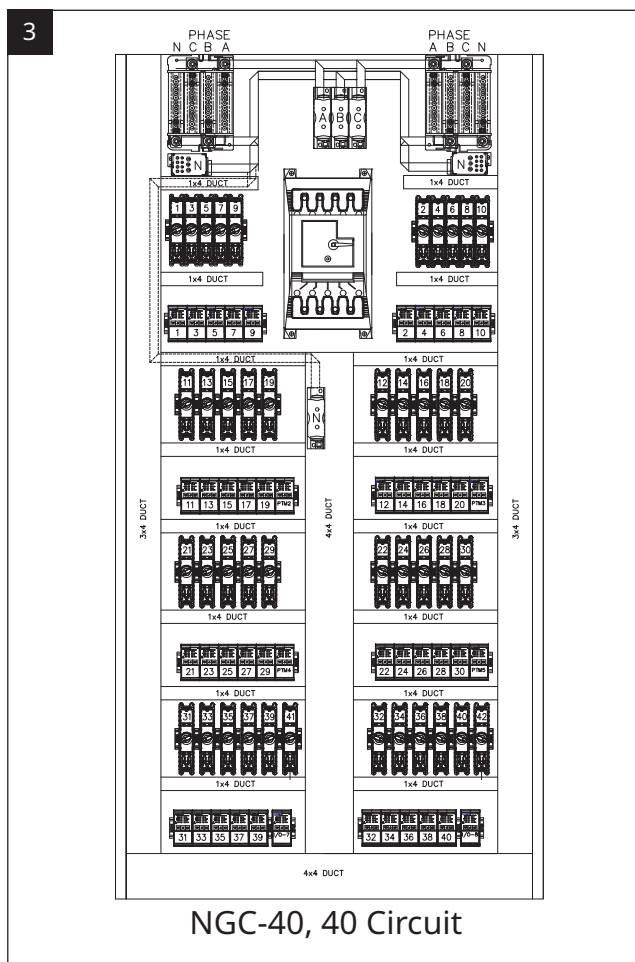 3
PHASE
N C B A
PHASE
A B C N
A B C
N
N
1x4 DUCT
1x4 DUCT
1 3 5 7 9
2 4 6 8 10
1x4 DUCT
1x4 DUCT
1 3 5 7 9
2 4 6 8 10
1x4 DUCT
1x4 DUCT
11 13 15 17 19
12 14 16 18 20
N
1x4 DUCT
1x4 DUCT
3x4 DUCT
4x4 DUCT
3x4 DUCT
11 13 15 17 19 PTM2
12 14 16 18 20 PTM3
1x4 DUCT
1x4 DUCT
21 23 25 27 29
22 24 26 28 30
1x4 DUCT
1x4 DUCT
21 23 25 27 29 PTM4
22 24 26 28 30 PTM5
1x4 DUCT
1x4 DUCT
31 33 35 37 39 41
32 34 36 38 40 42
1x4 DUCT
1x4 DUCT
31 33 35 37 39 I/O-7
32 34 36 38 40 I/O-8
4x4 DUCT
NGC-40, 40 Circuit